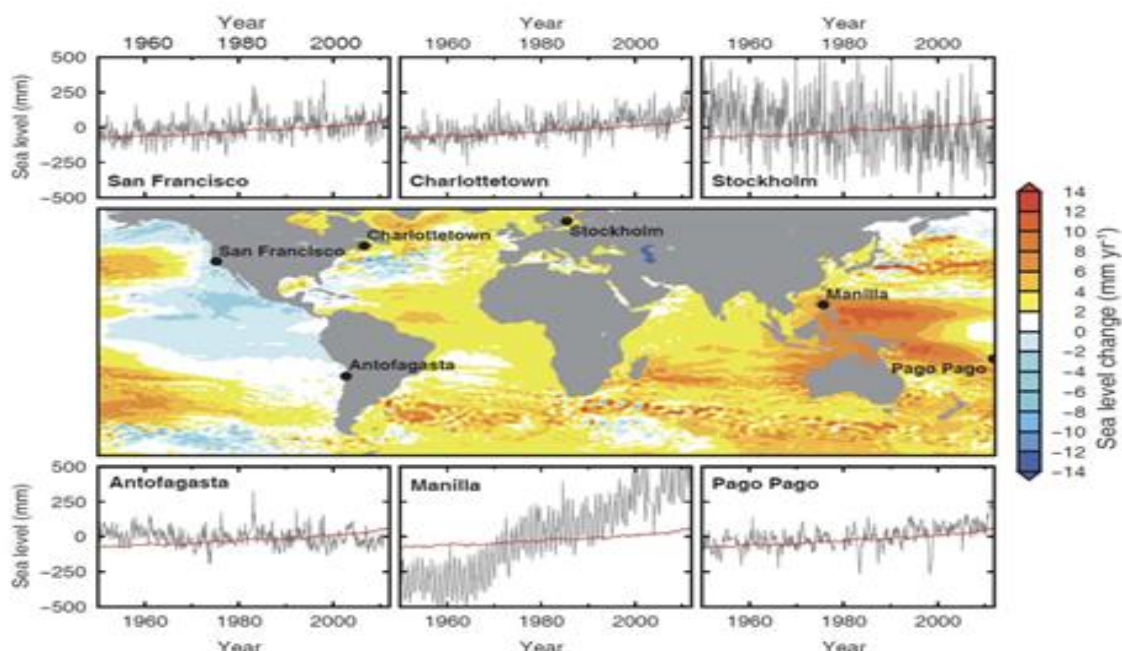 Year Year Year
1960 1980 2000 1960 1980 2000 1960 1980 2000
Sea level (mm)
500
250
0
−250
−500
San Francisco Charlottetown Stockholm
San Francisco
Charlottetown
Stockholm
Manilla
Antofagasta
Pago Pago
14
12
10
8
6
4
2
0
−2
−4
−6
−8
−10
−12
−14
Sea level change (mm yr⁻¹)
Antofagasta Manilla Pago Pago
Sea level (mm)
500
250
0
−250
−500
1960 1980 2000 1960 1980 2000 1960 1980 2000
Year Year Year